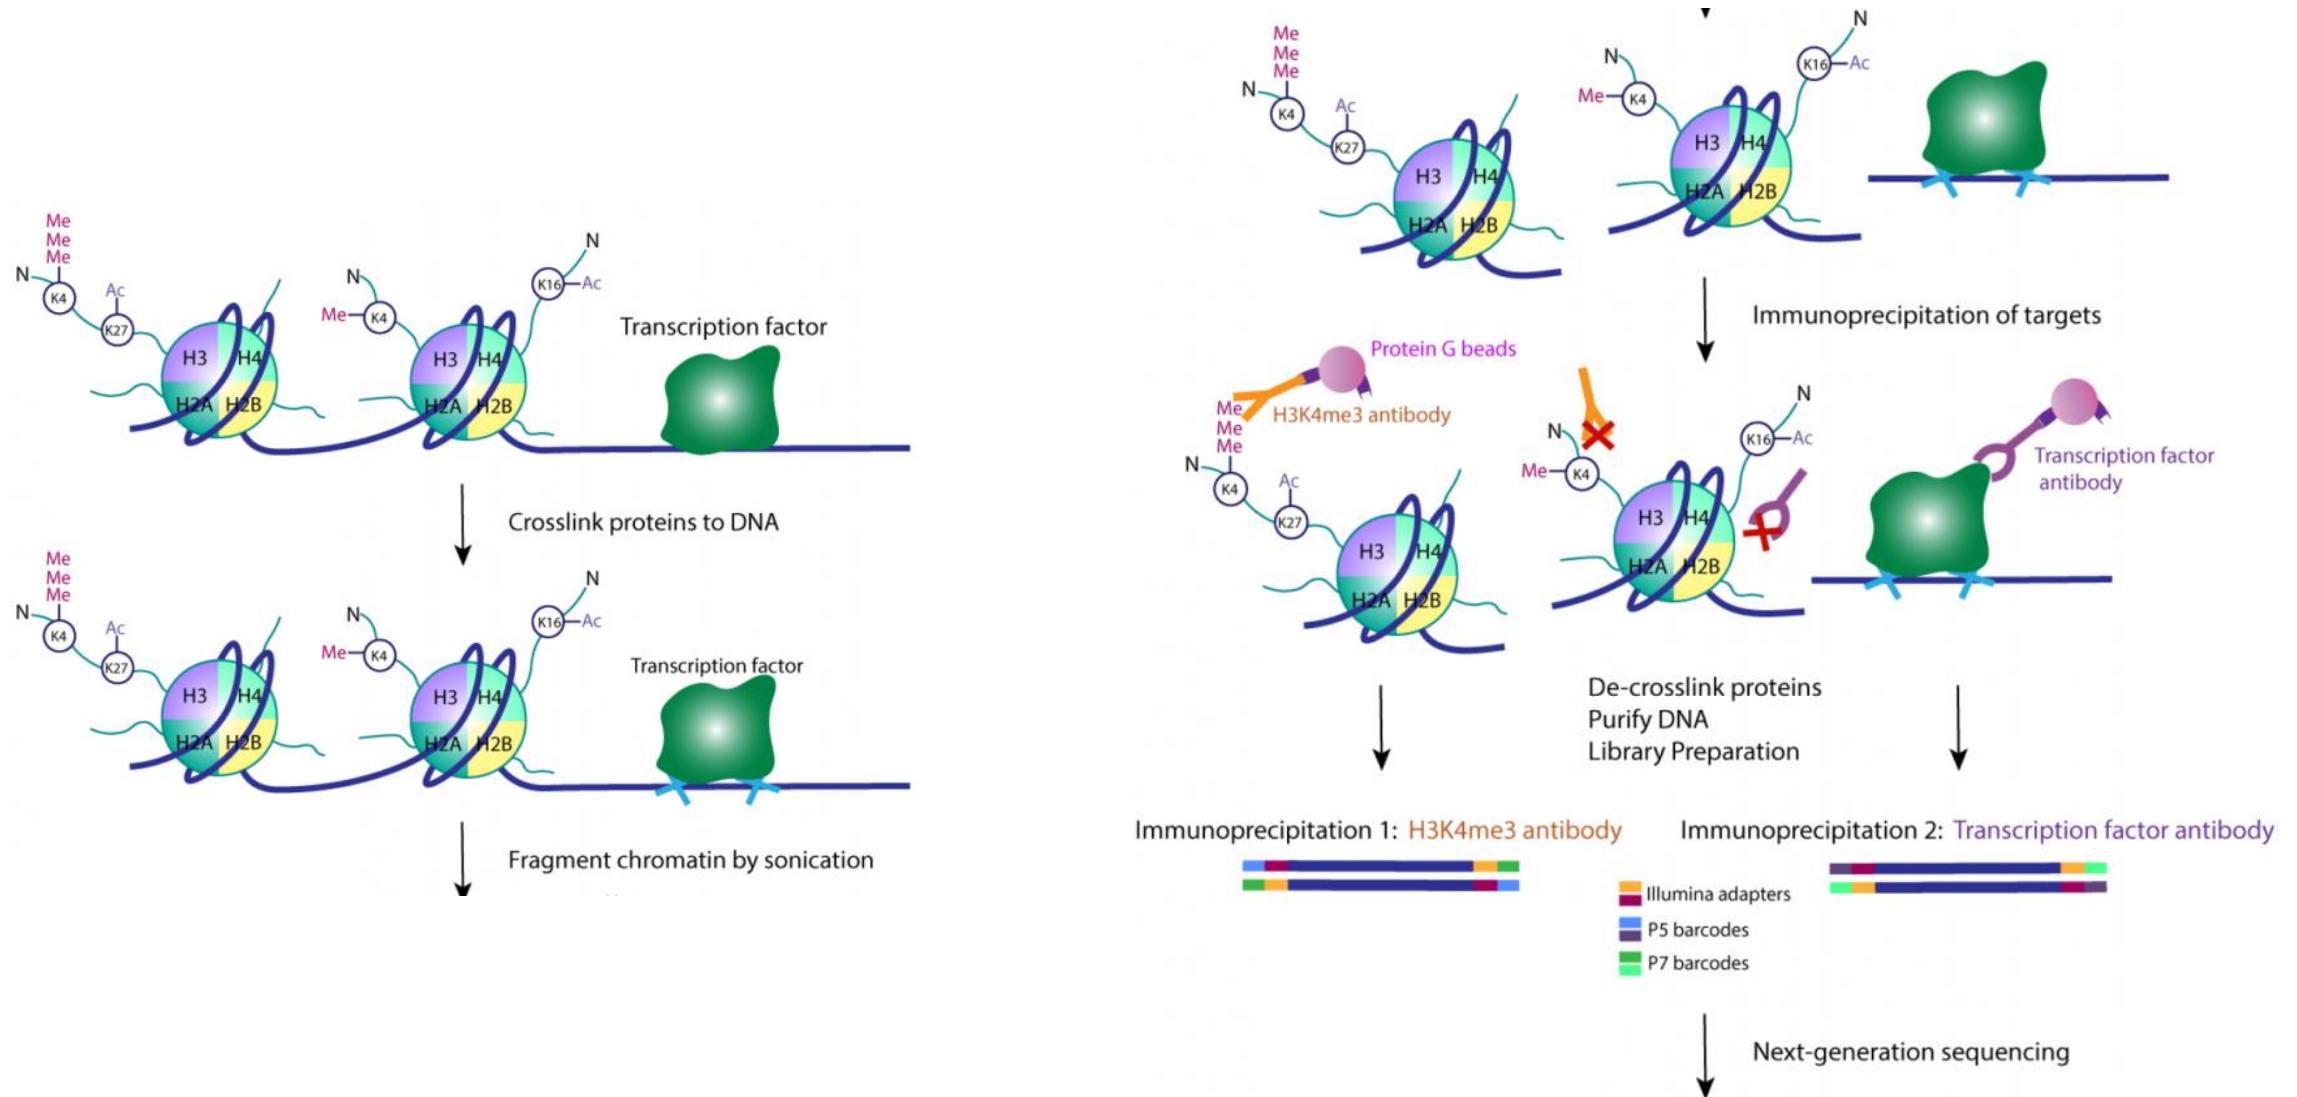 Me
Me
Me
N
K4
Ac
K27
H3
H4
H2A
H2B
N
Me
K4
N
K16
Ac
H3
H4
H2A
H2B
Transcription factor
Crosslink proteins to DNA
Me
Me
Me
N
K4
Ac
K27
H3
H4
H2A
H2B
N
Me
K4
N
K16
Ac
H3
H4
H2A
H2B
Transcription factor
Fragment chromatin by sonication
Me
Me
Me
N
K4
Ac
K27
H3
H4
H2A
H2B
N
Me
K4
N
K16
Ac
H3
H4
H2A
H2B
Immunoprecipitation of targets
Protein G beads
H3K4me3 antibody
Me
Me
Me
N
K4
Ac
K27
H3
H4
H2A
H2B
N
Me
K4
N
K16
Ac
H3
H4
H2A
H2B
Transcription factor
antibody
De-crosslink proteins
Purify DNA
Library Preparation
Immunoprecipitation 1: H3K4me3 antibody
Immunoprecipitation 2: Transcription factor antibody
Illumina adapters
P5 barcodes
P7 barcodes
Next-generation sequencing